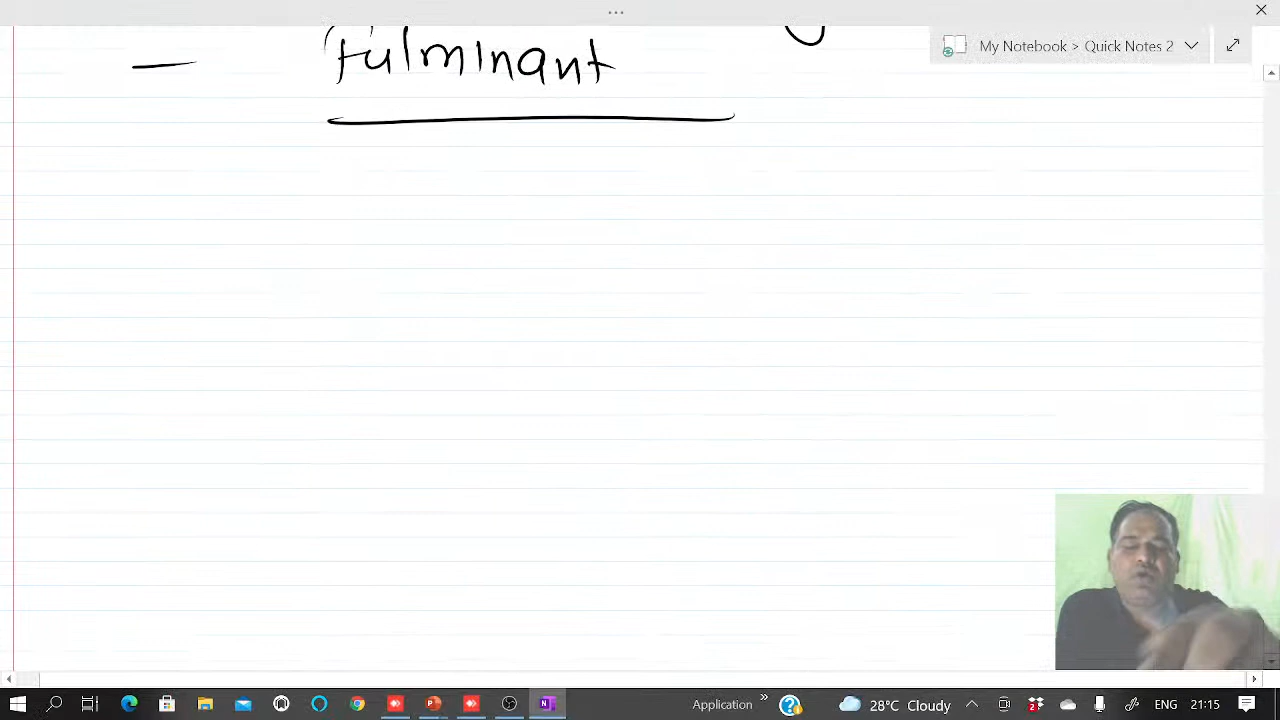 My Notebook > Quick Notes 2
— fulminant
Application
28°C Cloudy
ENG
21:15